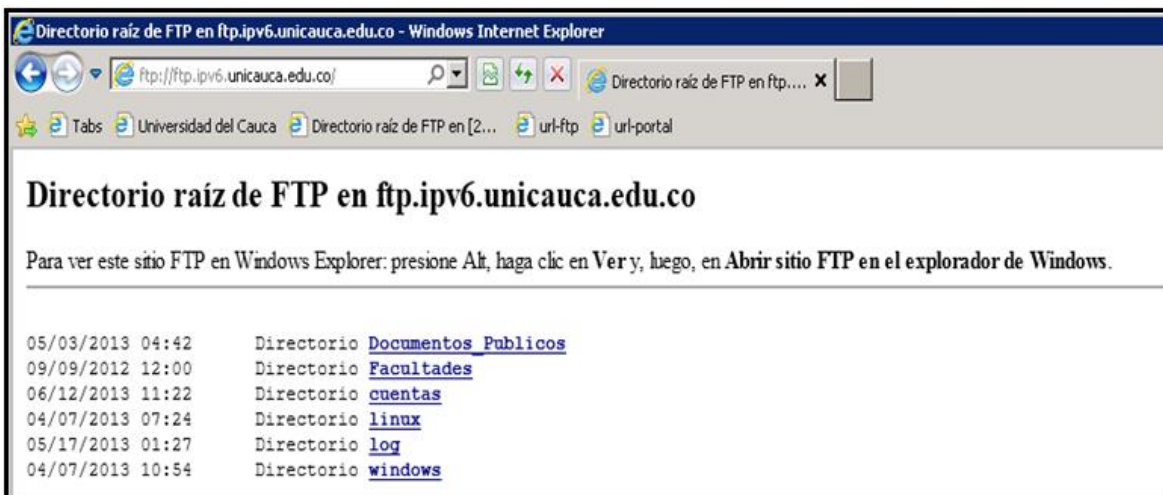 Directorio raíz de FTP en ftp.ipv6.unicauca.edu.co - Windows Internet Explorer
ftp://ftp.ipv6.unicauca.edu.co/ Directorio raíz de FTP en ftp.... X
Tabs Universidad del Cauca Directorio raíz de FTP en [2... url-ftp url-portal
Directorio raíz de FTP en ftp.ipv6.unicauca.edu.co
Para ver este sitio FTP en Windows Explorer: presione Alt, haga clic en Ver y, luego, en Abrir sitio FTP en el explorador de Windows.
05/03/2013 04:42 Directorio Documentos_Publicos
09/09/2012 12:00 Directorio Facultades
06/12/2013 11:22 Directorio cuentas
04/07/2013 07:24 Directorio linux
05/17/2013 01:27 Directorio log
04/07/2013 10:54 Directorio windows